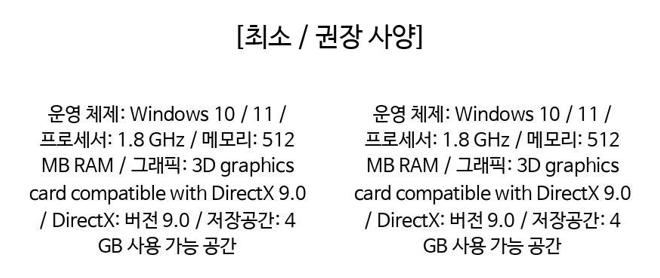 [최소 / 권장 사양]
운영 체제: Windows 10 / 11 /
프로세서: 1.8 GHz / 메모리: 512
MB RAM / 그래픽: 3D graphics
card compatible with DirectX 9.0
/ DirectX: 버전 9.0 / 저장공간: 4
GB 사용 가능 공간
운영 체제: Windows 10 / 11 /
프로세서: 1.8 GHz / 메모리: 512
MB RAM / 그래픽: 3D graphics
card compatible with DirectX 9.0
/ DirectX: 버전 9.0 / 저장공간: 4
GB 사용 가능 공간